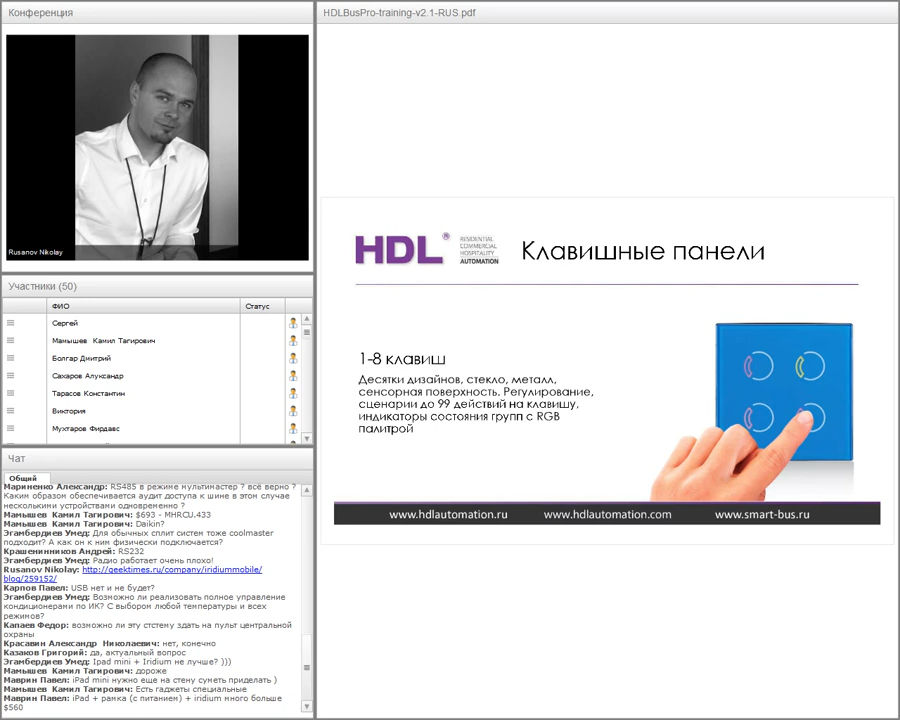 Конференция
Rusanov Nikolay
Участники (50)
ФИО Статус
Сергей
Мамышев Камил Тагирович
Болгар Дмитрий
Сахаров Алуксандр
Тарасов Константин
Виктория
Мухтаров Фирдавс
Чат
Общий
Мариненко Александр: RS485 в режиме мультимастер ? всё верно ?
Каким образом обеспечивается аудит доступа к шине в этом случае
несколькими устройствами одновременно ?
Мамышев Камил Тагирович: $693 - MHRCU.433
Мамышев Камил Тагирович: Daikin?
Эгамбердиев Умед: Для обычных сплит систем тоже coolmaster
подходит? А как он к ним физически подключается?
Крашенинников Андрей: RS232
Эгамбердиев Умед: Радио работает очень плохо!
Rusanov Nikolay: http://geektimes.ru/company/iridiummobile/
blog/259152/
Карпов Павел: USB нет и не будет?
Эгамбердиев Умед: Возможно ли реализовать полное управление
кондиционерами по ИК? С выбором любой температуры и всех
режимов?
Капаев Федор: возможно ли эту стстему здать на пульт центральной
охраны
Красавин Александр Николаевич: нет, конечно
Казаков Григорий: да, актуальный вопрос
Эгамбердиев Умед: Ipad mini + Iridium не лучше? )))
Мамышев Камил Тагирович: дороже
Маврин Павел: iPad mini нужно еще на стену суметь приделать )
Мамышев Камил Тагирович: Есть гаджеты специальные
Маврин Павел: iPad + рамка (с питанием) + iridium много больше
$560
HDLBusPro-training-v2.1-RUS.pdf
HDL®
RESIDENTIAL
COMMERCIAL
HOSPITALITY
AUTOMATION
Клавишные панели
1-8 клавиш
Десятки дизайнов, стекло, металл,
сенсорная поверхность. Регулирование,
сценарии до 99 действий на клавишу,
индикаторы состояния групп с RGB
палитрой
www.hdlautomation.ru www.hdlautomation.com www.smart-bus.ru